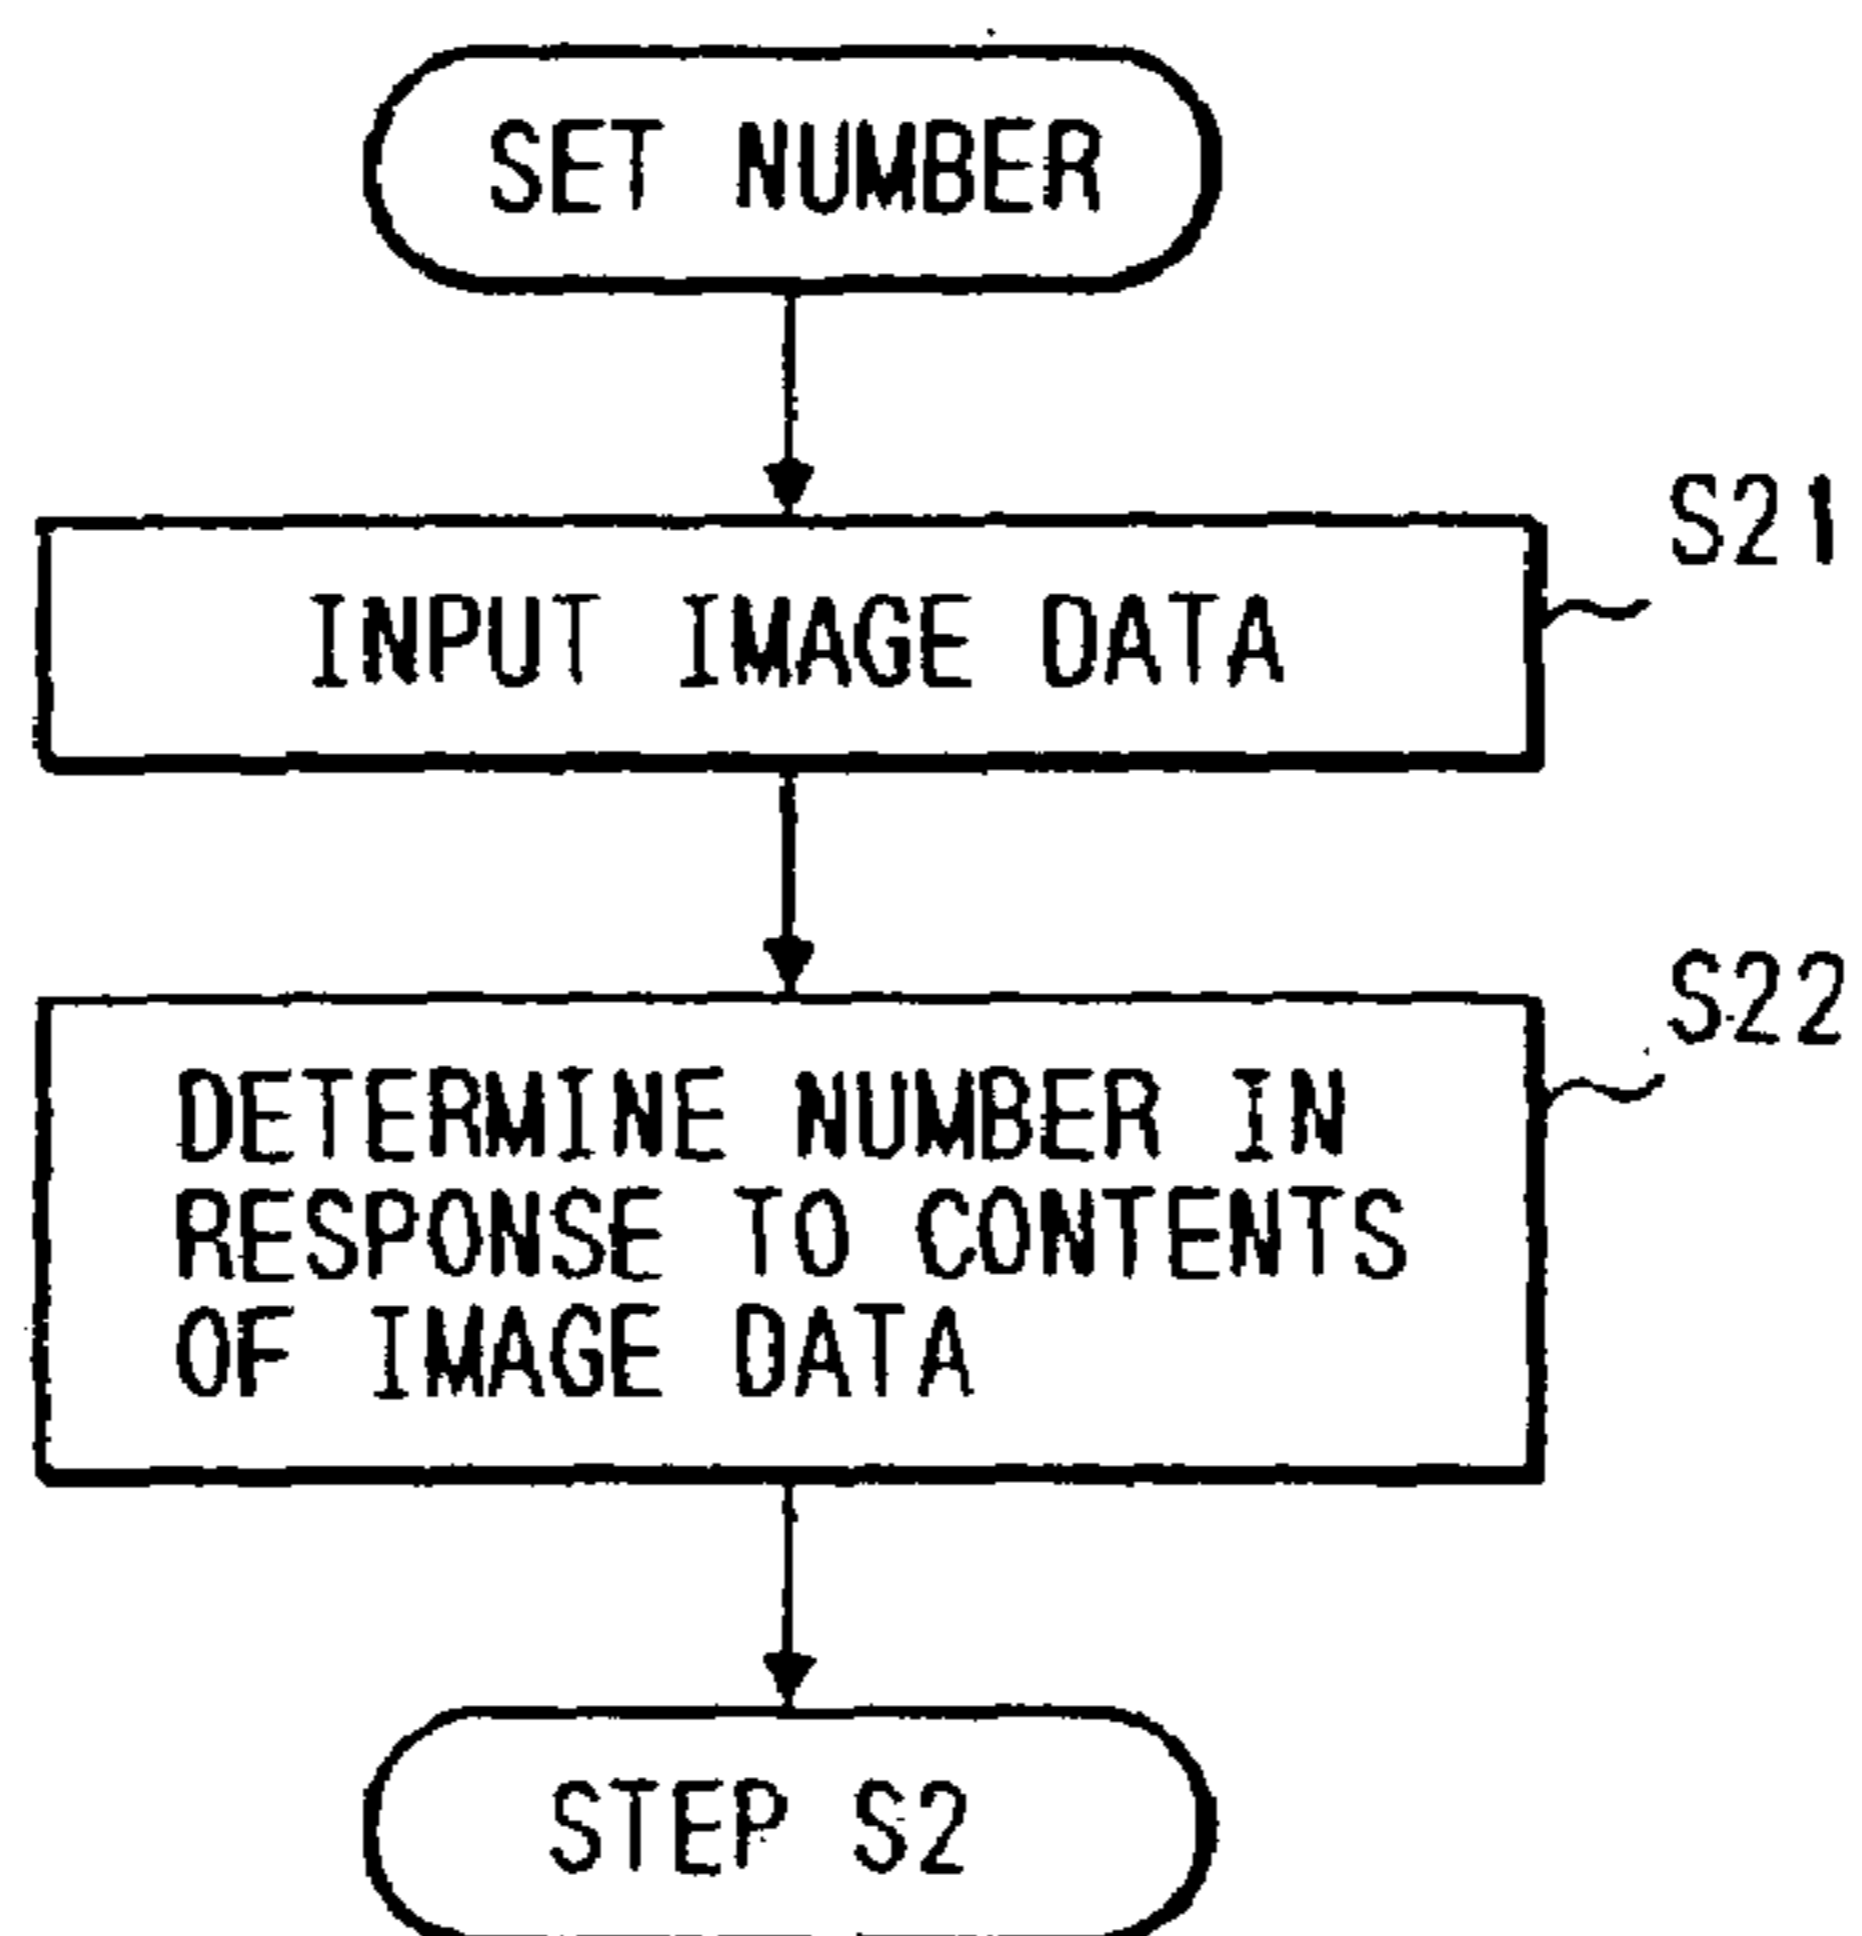 SET NUMBER
S21
INPUT IMAGE DATA
S22
DETERMINE NUMBER IN
RESPONSE TO CONTENTS
OF IMAGE DATA
STEP S2